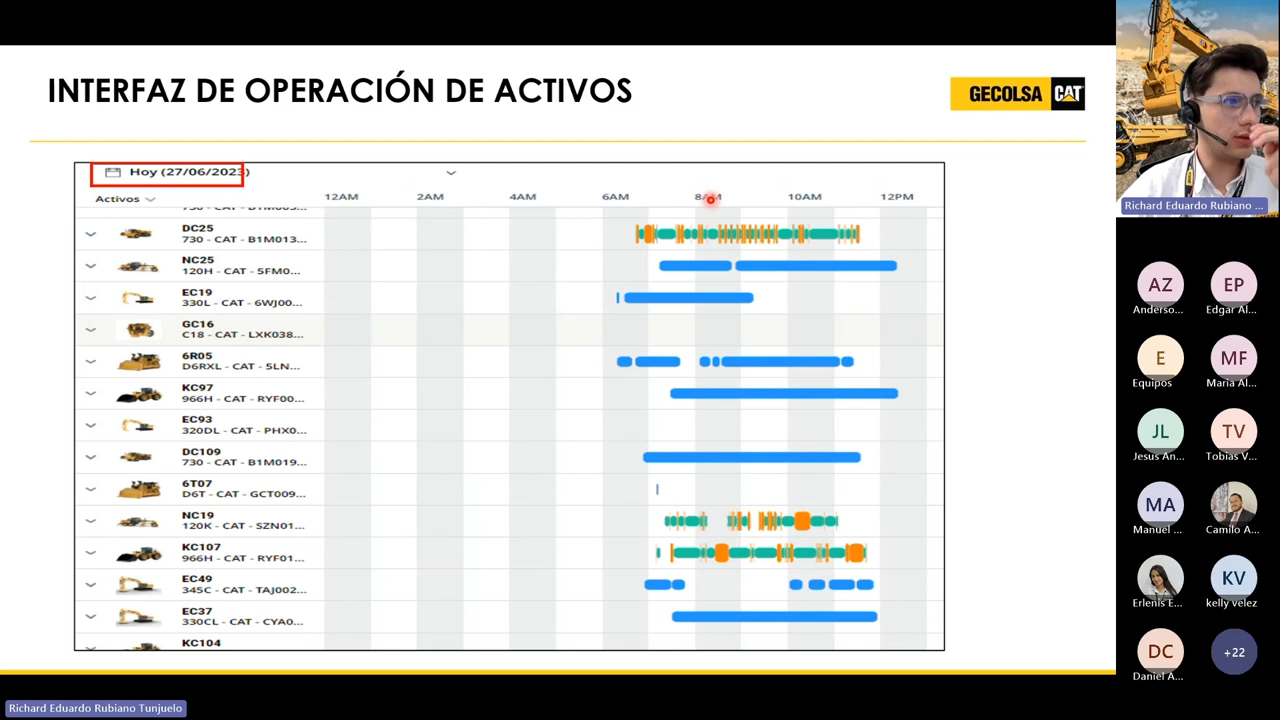 INTERFAZ DE OPERACIÓN DE ACTIVOS
GECOLSA CAT
Hoy (27/06/2023)
Activos
12AM 2AM 4AM 6AM 8AM 10AM 12PM
DC25
730 - CAT - B1M013...
NC25
120H - CAT - 5FM0...
EC19
330L - CAT - 6WJ00...
GC16
C18 - CAT - LXK038...
6R05
D6RXL - CAT - 5LN...
KC97
966H - CAT - RYF00...
EC93
320DL - CAT - PHX0...
DC109
730 - CAT - B1M019...
6T07
D6T - CAT - GCT009...
NC19
120K - CAT - SZN01...
KC107
966H - CAT - RYF01...
EC49
345C - CAT - TAJ002...
EC37
330CL - CAT - CYA0...
KC104
Richard Eduardo Rubiano ...
AZ EP
Anderso... Edgar Al...
E MF
Equipos Maria Al...
JL TV
Jesus An... Tobias V...
MA
Manuel ... Camilo A...
KV
Erlenis E... kelly velez
DC +22
Daniel A...
Richard Eduardo Rubiano Tunjuelo